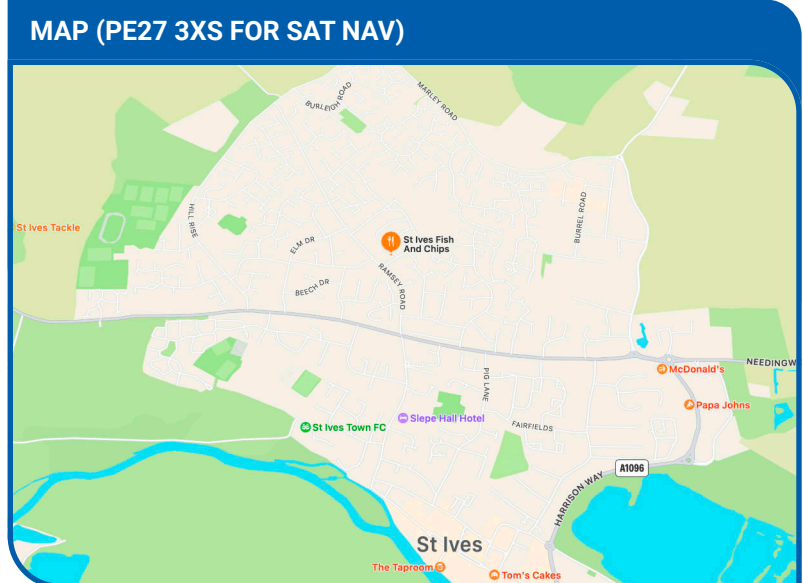 MAP (PE27 3XS FOR SAT NAV)
BURLEIGH ROAD
MARLEY ROAD
HILL RISE
BURREL ROAD
St Ives Tackle
ELM DR
St Ives Fish
And Chips
RAMSEY ROAD
BEECH DR
NEEDINGW
McDonald's
PIG LANE
Papa Johns
Slepe Hall Hotel
St Ives Town FC
FAIRFIELDS
A1096
HARRISON WAY
St Ives
The Taproom
Tom's Cakes